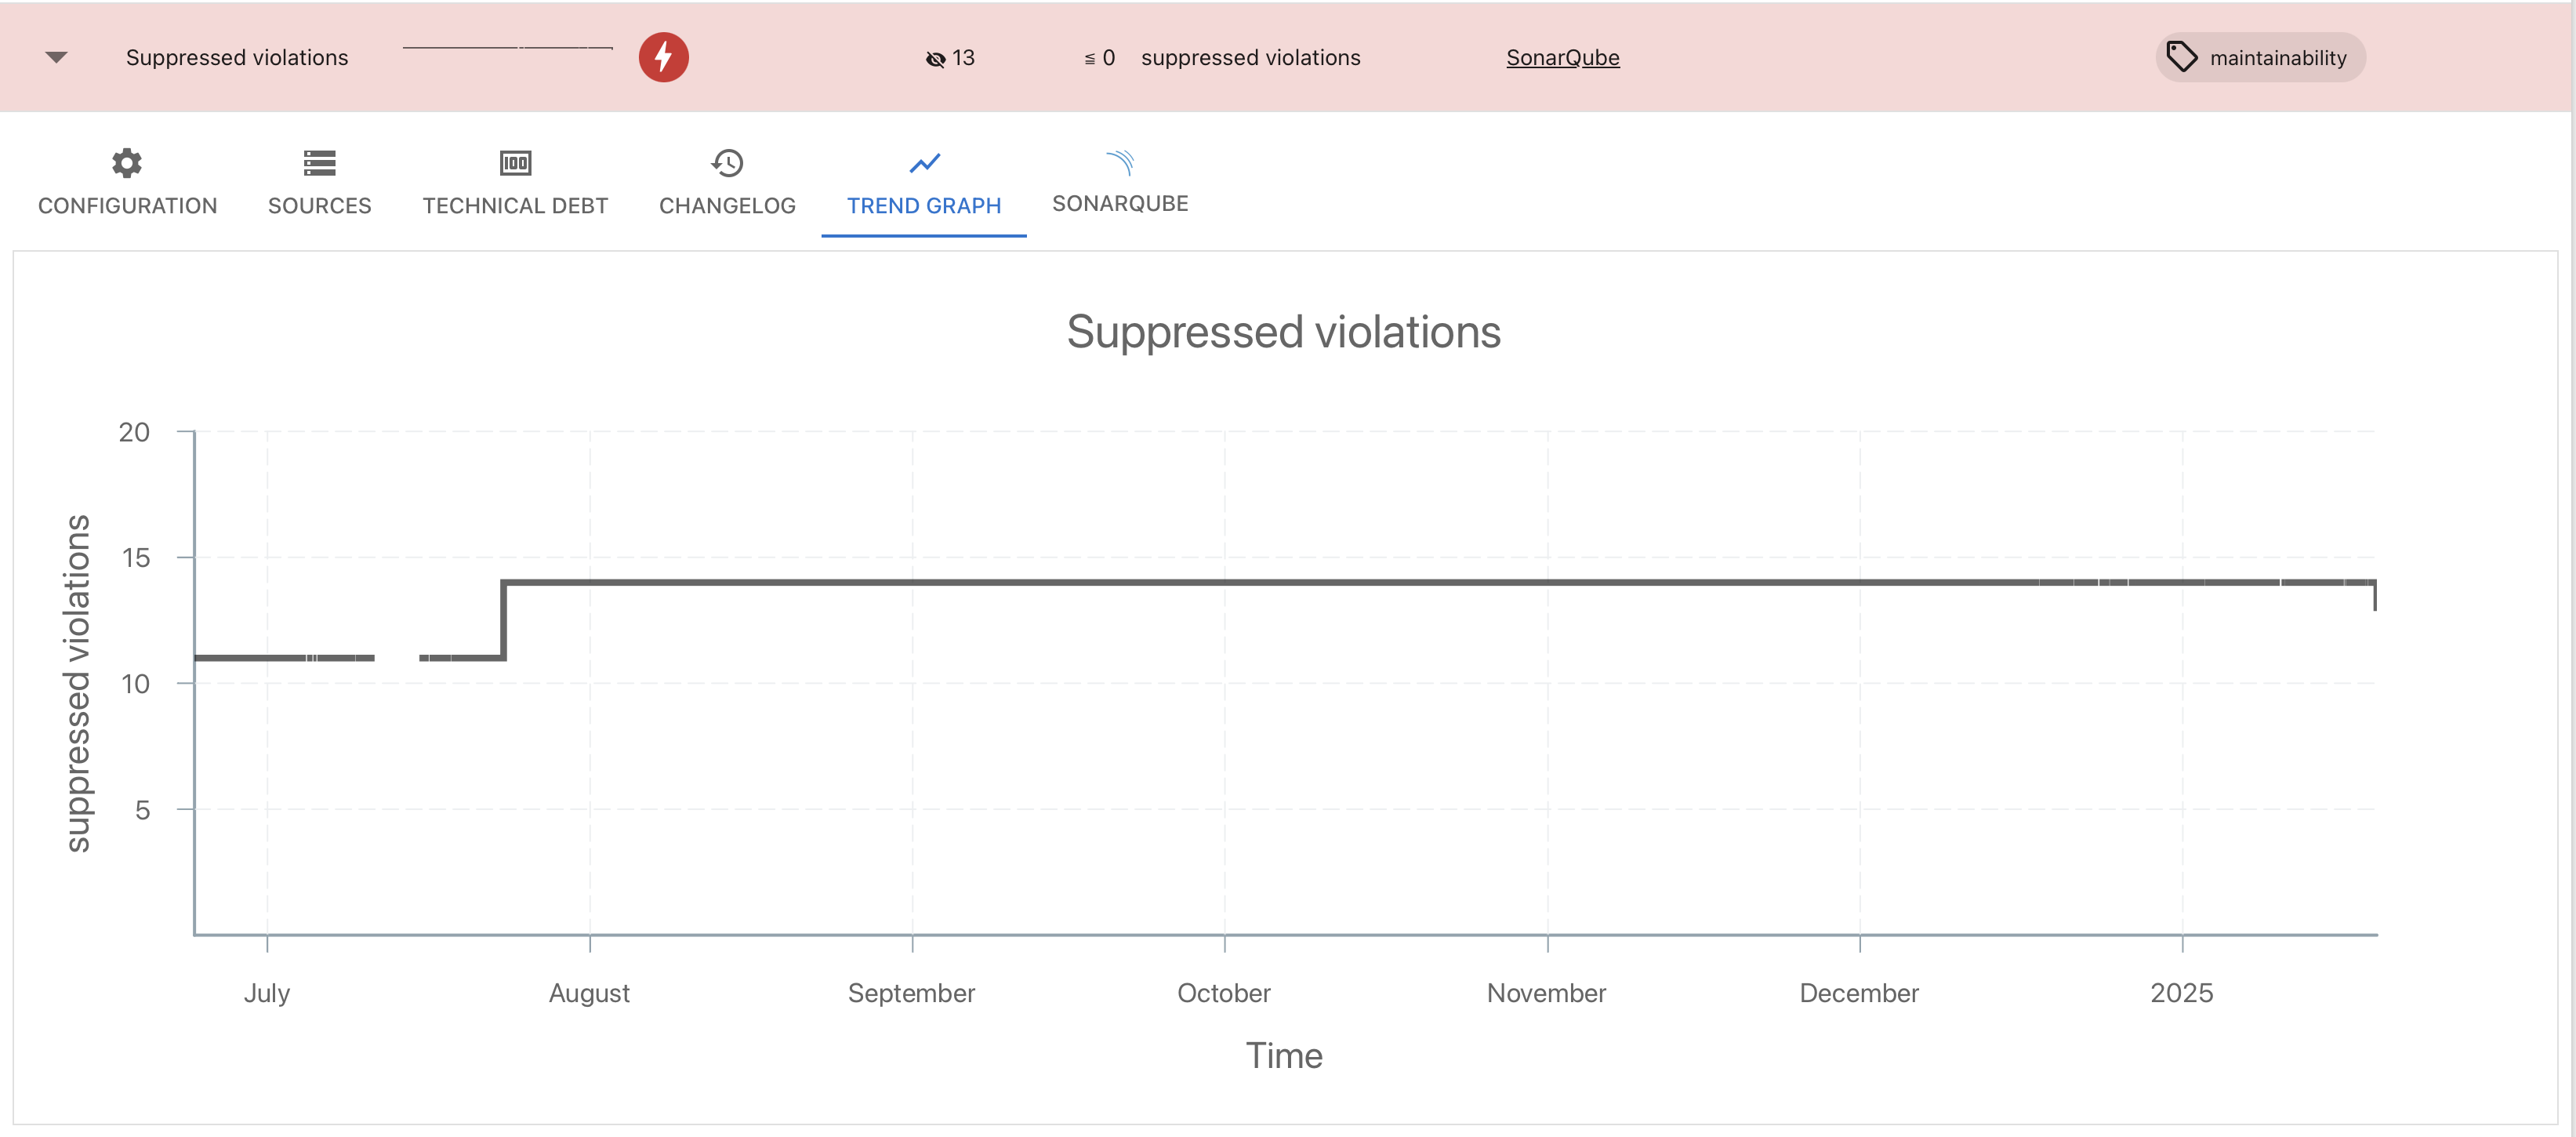 Suppressed violations 13 ≦ 0 suppressed violations SonarQube maintainability
CONFIGURATION SOURCES TECHNICAL DEBT CHANGELOG TREND GRAPH SONARQUBE
Suppressed violations
20
15
10
5
suppressed violations
July August September October November December 2025
Time